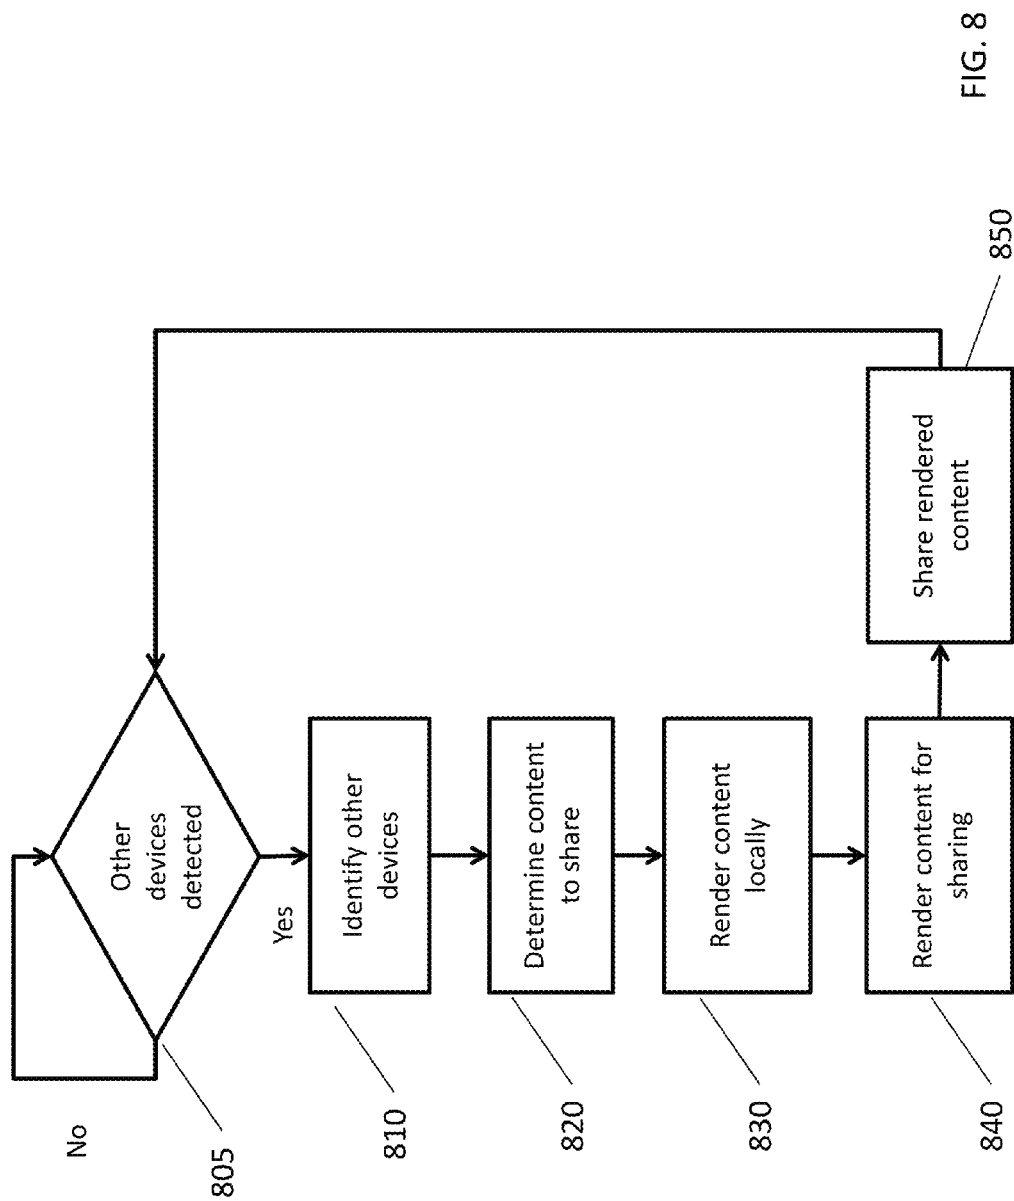 No
805
Other
devices
detected
Yes
810
Identify other
devices
820
Determine content
to share
830
Render content
locally
840
Render content for
sharing
850
Share rendered
content
FIG. 8